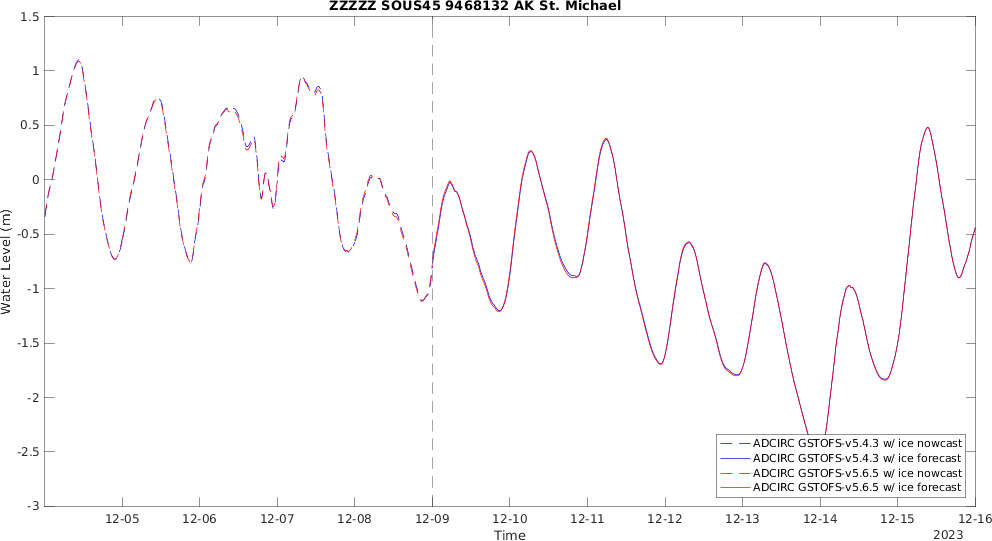 ZZZZZ SOUS45 9468132 AK St. Michael
1.5
1
0.5
0
-0.5
-1
-1.5
-2
-2.5
-3
Water Level (m)
ADCIRC GSTOFS-v5.4.3 w/ ice nowcast
ADCIRC GSTOFS-v5.4.3 w/ ice forecast
ADCIRC GSTOFS-v5.6.5 w/ ice nowcast
ADCIRC GSTOFS-v5.6.5 w/ ice forecast
12-05 12-06 12-07 12-08 12-09 12-10 12-11 12-12 12-13 12-14 12-15 12-16
Time
2023